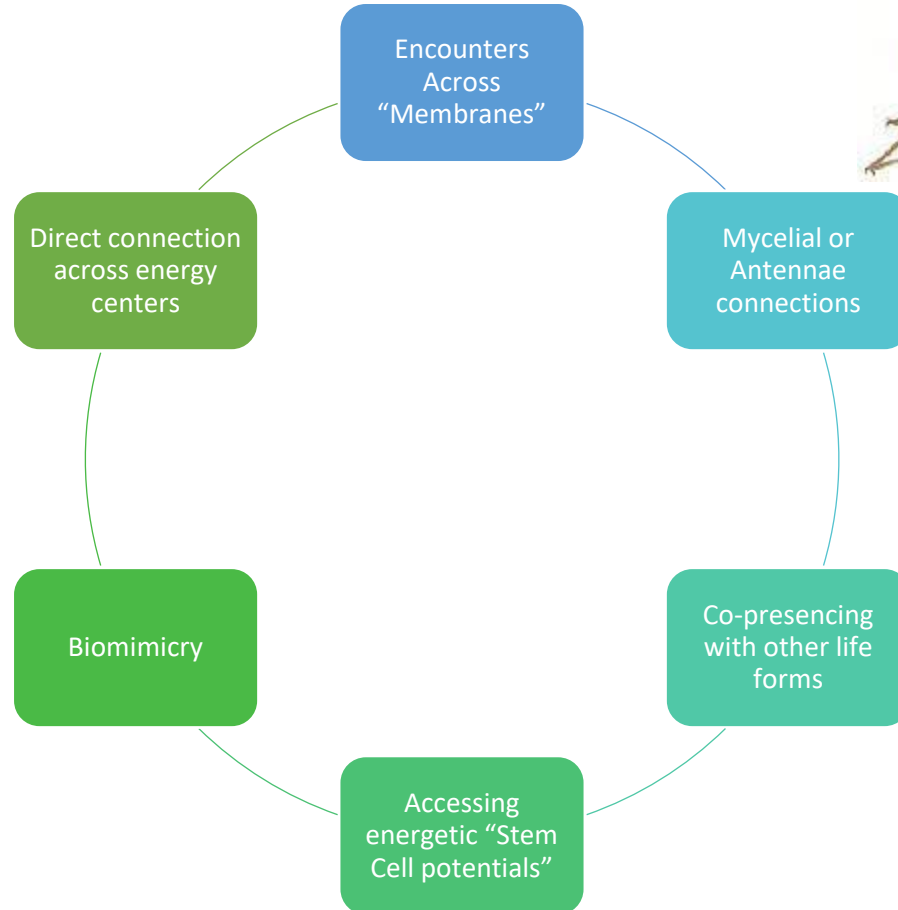 Encounters
Across
“Membranes”
Mycelial or
Antennae
connections
Co-presencing
with other life
forms
Accessing
energetic “Stem
Cell potentials”
Biomimicry
Direct connection
across energy
centers